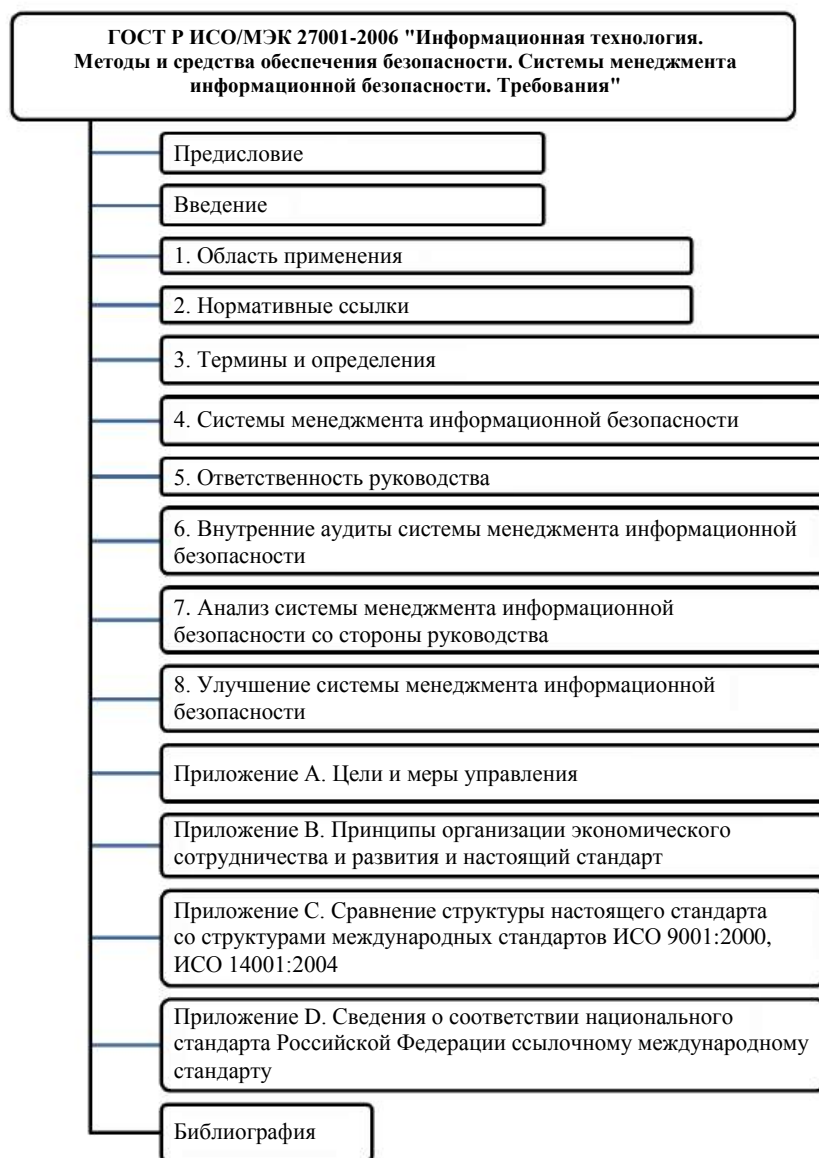 ГОСТ Р ИСО/МЭК 27001-2006 "Информационная технология.
Методы и средства обеспечения безопасности. Системы менеджмента
информационной безопасности. Требования"
Предисловие
Введение
1. Область применения
2. Нормативные ссылки
3. Термины и определения
4. Системы менеджмента информационной безопасности
5. Ответственность руководства
6. Внутренние аудиты системы менеджмента информационной
безопасности
7. Анализ системы менеджмента информационной
безопасности со стороны руководства
8. Улучшение системы менеджмента информационной
безопасности
Приложение А. Цели и меры управления
Приложение В. Принципы организации экономического
сотрудничества и развития и настоящий стандарт
Приложение С. Сравнение структуры настоящего стандарта
со структурами международных стандартов ИСО 9001:2000,
ИСО 14001:2004
Приложение D. Сведения о соответствии национального
стандарта Российской Федерации ссылочному международному
стандарту
Библиография